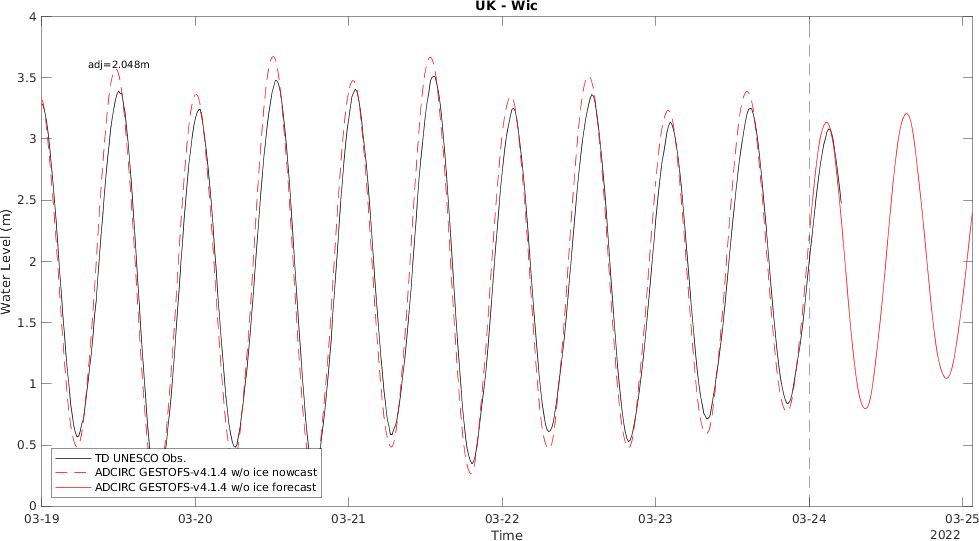 UK - Wic
4
3.5
3
2.5
2
1.5
1
0.5
0
Water Level (m)
adj=2.048m
TD UNESCO Obs.
ADCIRC GESTOFS-v4.1.4 w/o ice nowcast
ADCIRC GESTOFS-v4.1.4 w/o ice forecast
03-19 03-20 03-21 03-22 03-23 03-24 03-25
Time
2022